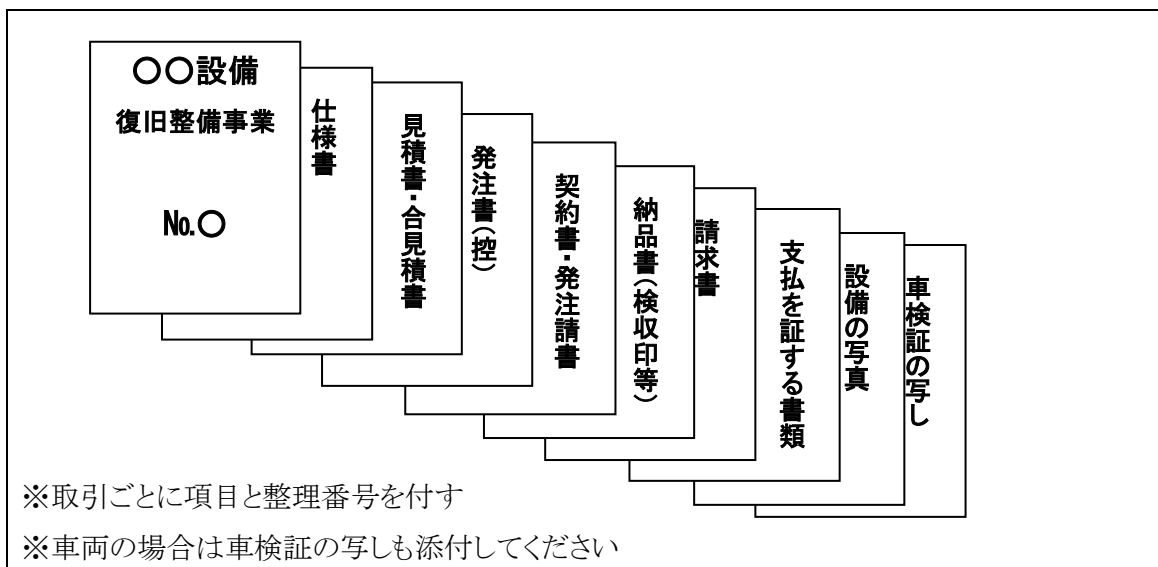 〇〇設備
復旧整備事業
No.〇
仕様書
見積書・合見積書
発注書(控)
契約書・発注請書
納品書(検収印等)
請求書
支払を証する書類
設備の写真
車検証の写し
※取引ごとに項目と整理番号を付す
※車両の場合は車検証の写しも添付してください